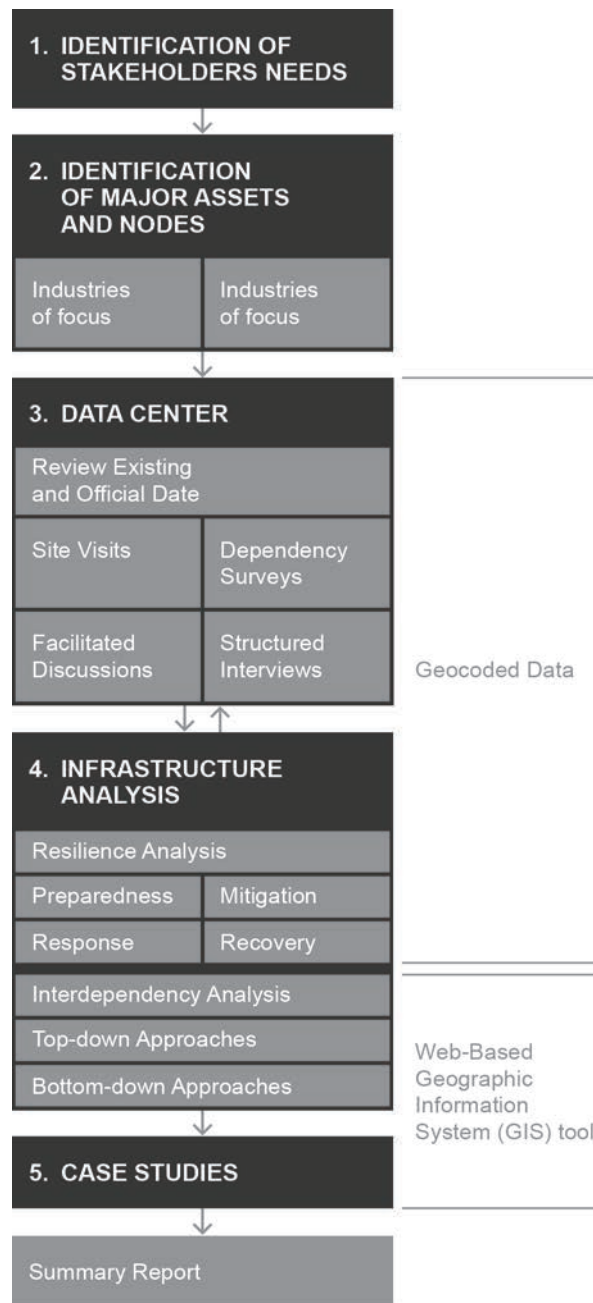 1. IDENTIFICATION OF
STAKEHOLDERS NEEDS
2. IDENTIFICATION
OF MAJOR ASSETS
AND NODES
Industries
of focus
Industries
of focus
3. DATA CENTER
Review Existing
and Official Date
Site Visits
Dependency
Surveys
Facilitated
Discussions
Structured
Interviews
Geocoded Data
4. INFRASTRUCTURE
ANALYSIS
Resilience Analysis
Preparedness
Mitigation
Response
Recovery
Interdependency Analysis
Top-down Approaches
Bottom-down Approaches
Web-Based
Geographic
Information
System (GIS) tool
5. CASE STUDIES
Summary Report